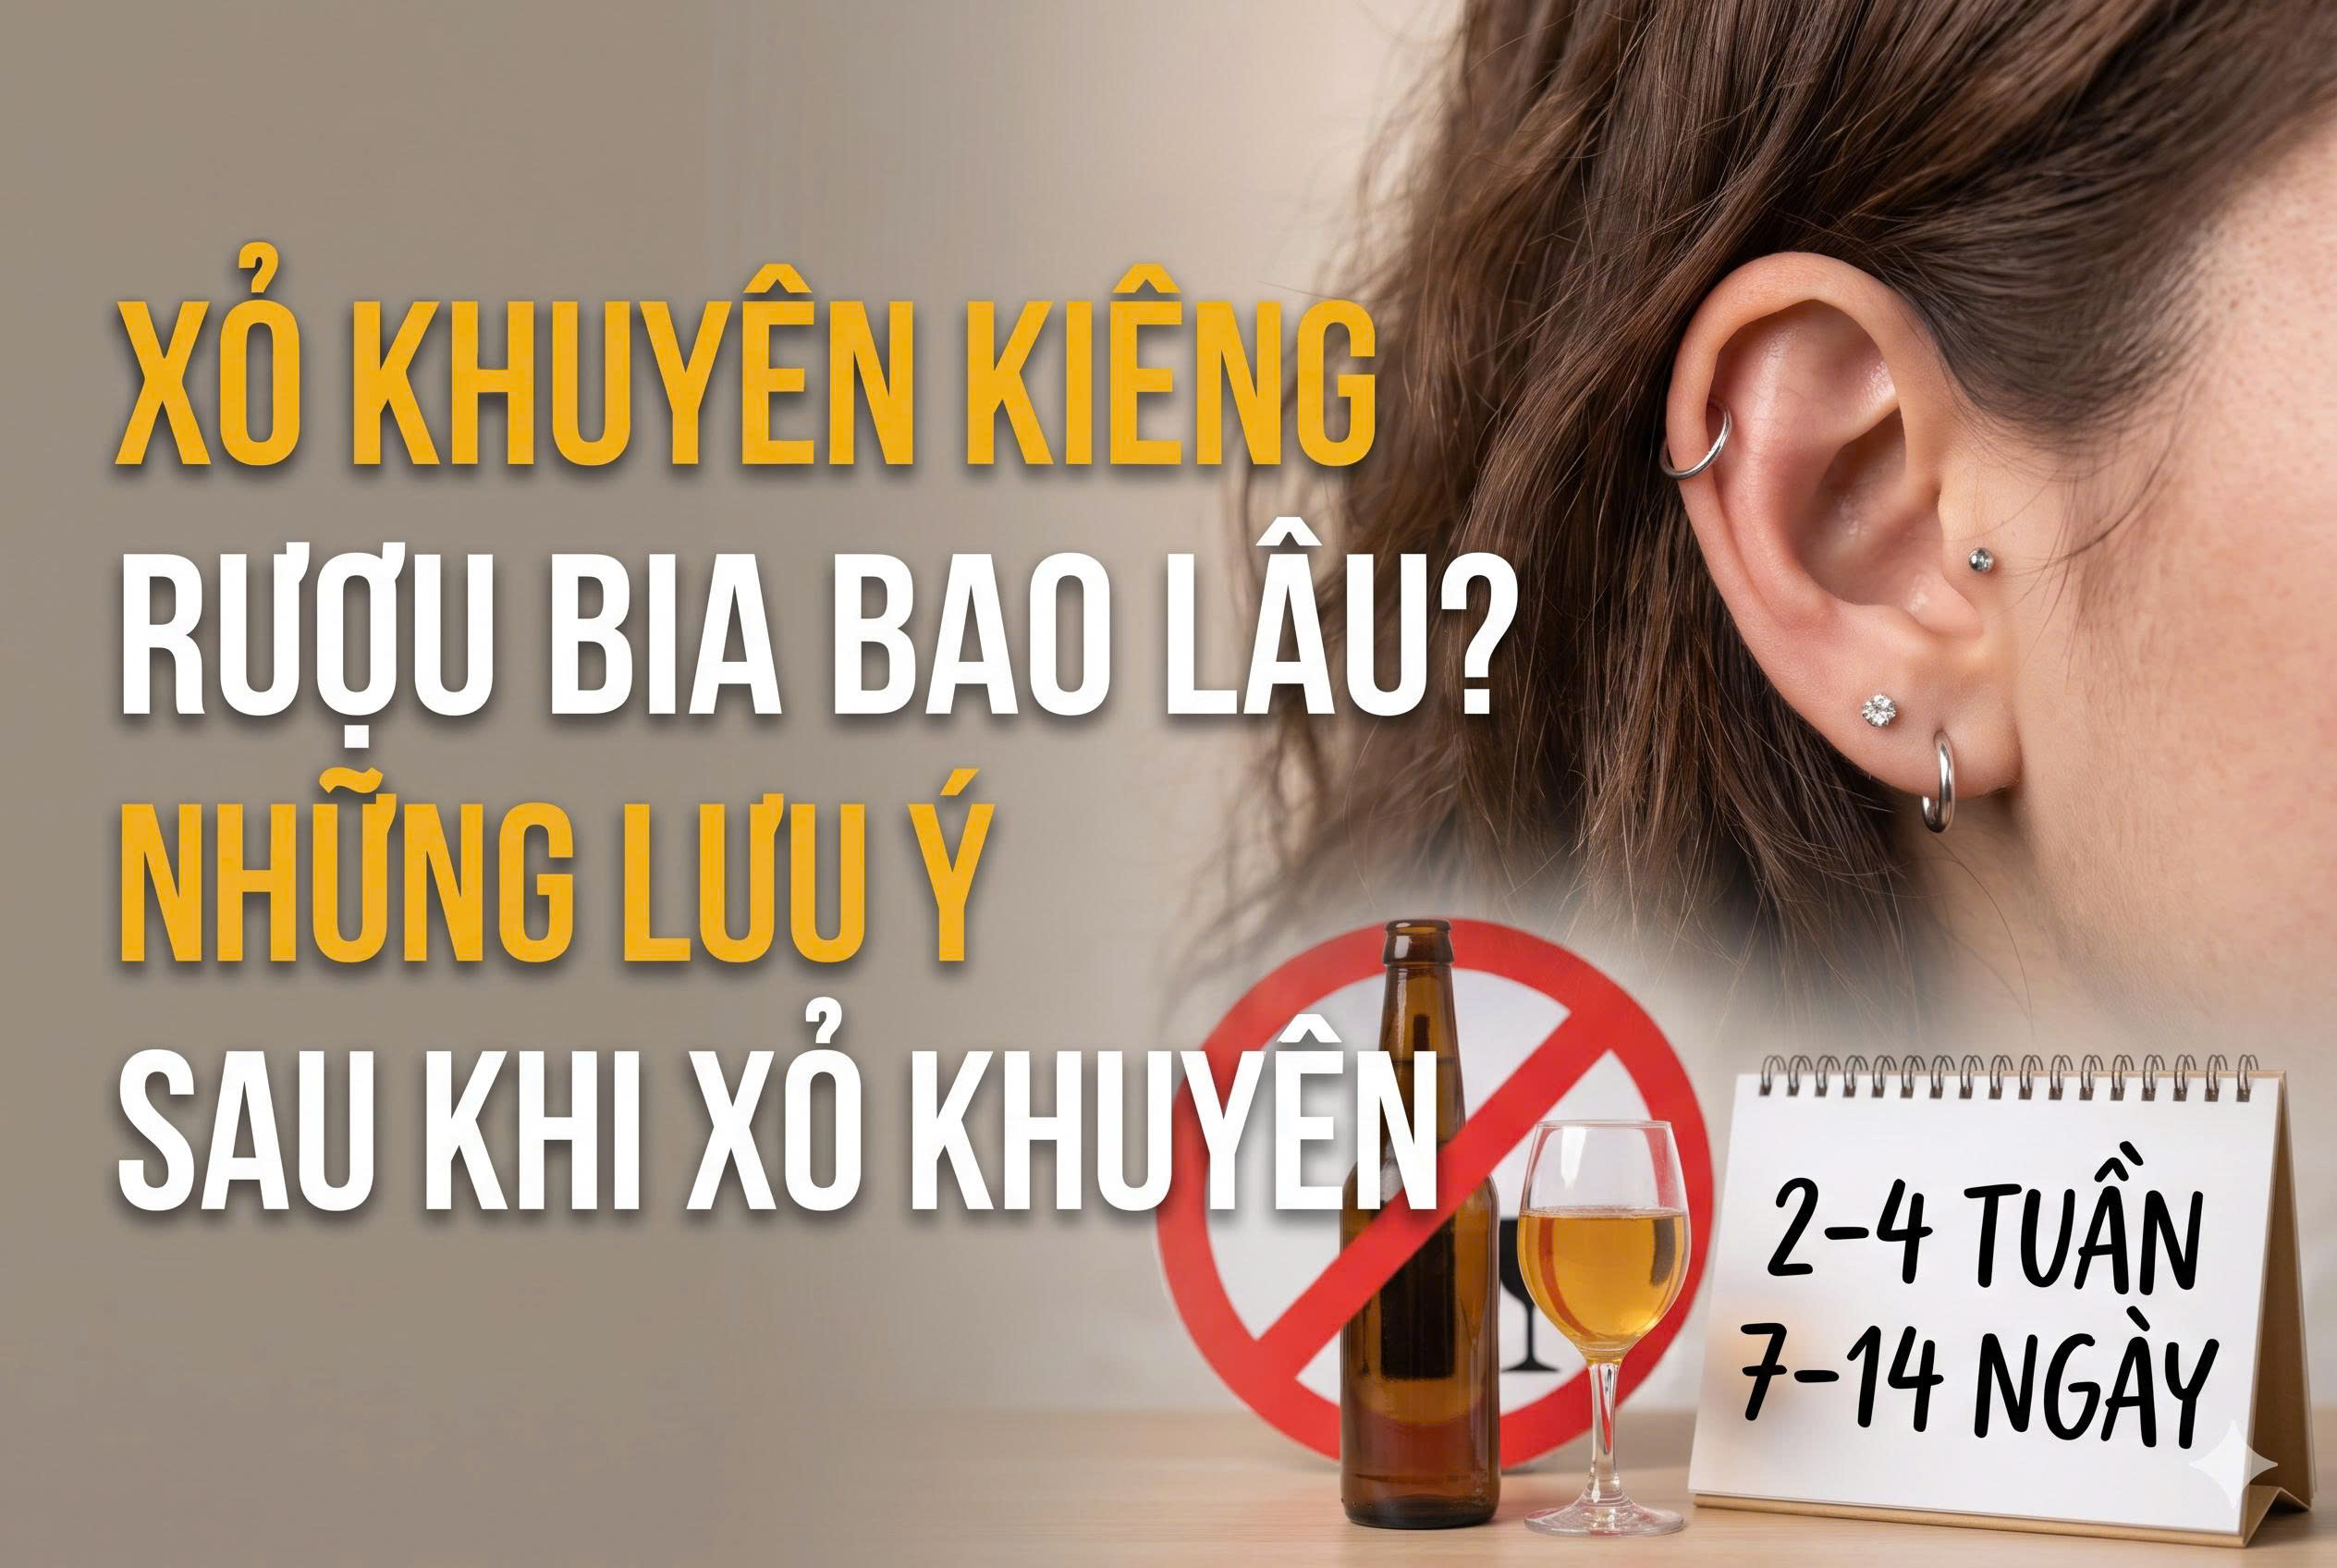 XỎ KHUYÊN KIÊNG
RƯỢU BIA BAO LÂU?
NHỮNG LƯU Ý
SAU KHI XỎ KHUYÊN
2-4 TUẦN
7-14 NGÀY